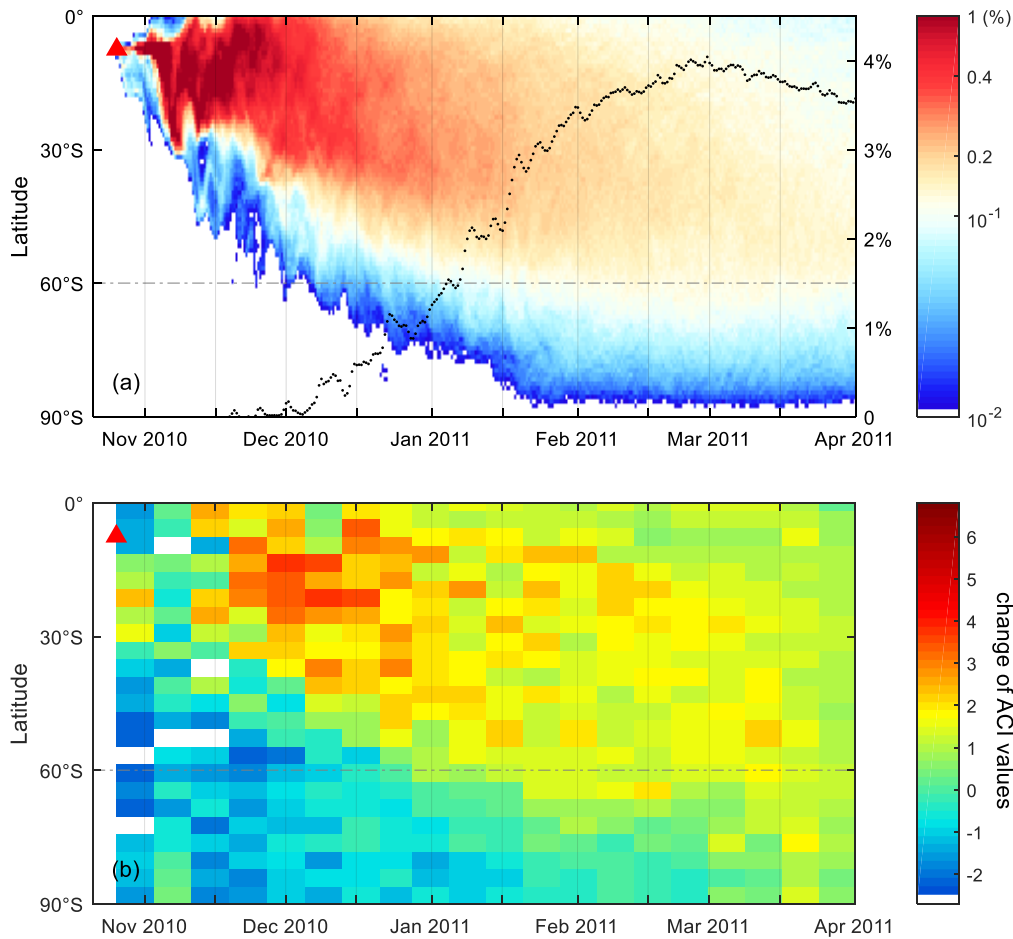 0°
30°S
60°S
90°S
Latitude
(a)
4%
3%
2%
1%
0
1 (%)
0.4
0.2
10-1
10-2
Nov 2010 Dec 2010 Jan 2011 Feb 2011 Mar 2011 Apr 2011
0°
30°S
60°S
90°S
Latitude
(b)
6
5
4
3
2
1
0
-1
-2
change of ACI values
Nov 2010 Dec 2010 Jan 2011 Feb 2011 Mar 2011 Apr 2011